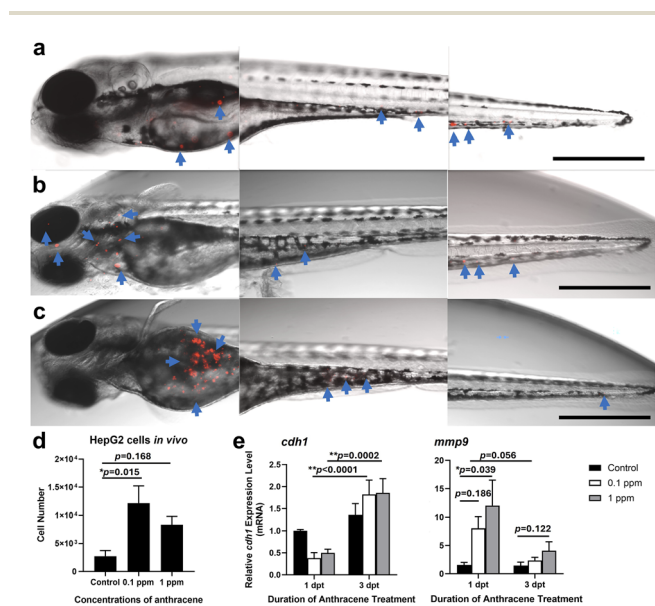 a
b
c
d
HepG2 cells in vivo
p=0.168
*p=0.015
2×10⁴
1.5×10⁴
1×10⁴
5×10³
0
Cell Number
Control 0.1 ppm 1 ppm
Concentrations of anthracene
e
cdh1
**p=0.0002
**p<0.0001
2.5
2.0
1.5
1.0
0.5
0.0
Relative cdh1 Expression Level
(mRNA)
1 dpt 3 dpt
Duration of Anthracene Treatment
mmp9
p=0.056
*p=0.039
p=0.186
p=0.122
20
15
10
5
0
1 dpt 3 dpt
Duration of Anthracene Treatment
Control
0.1 ppm
1 ppm